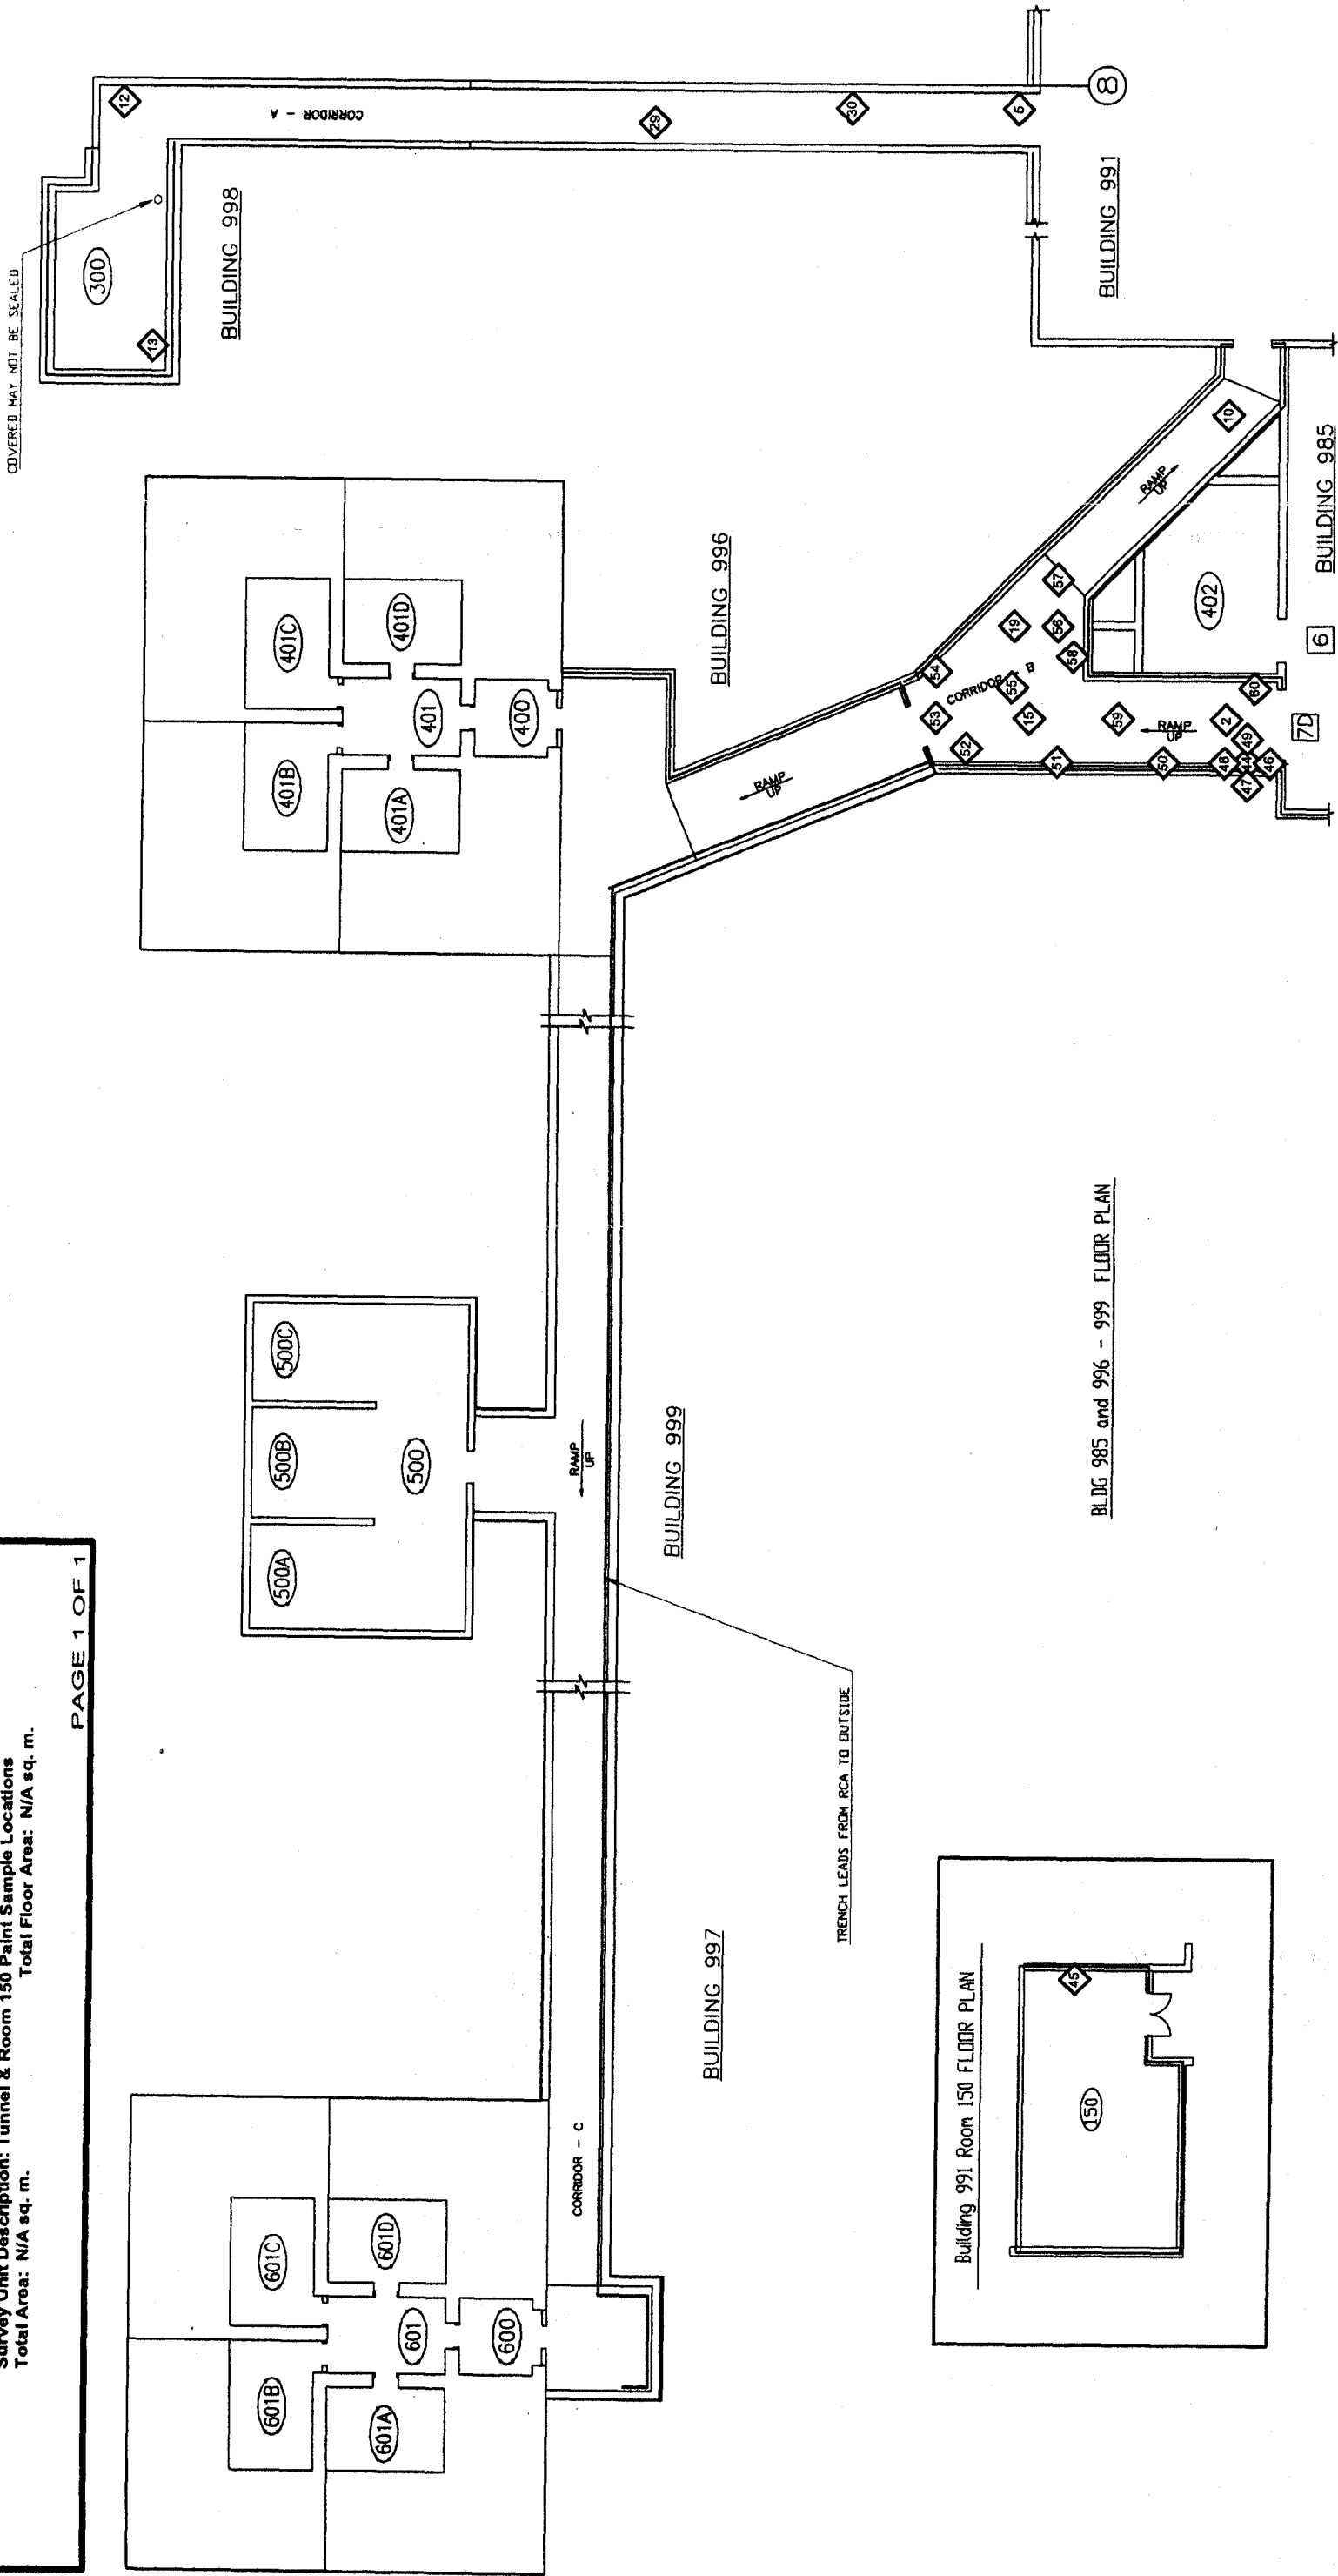 Survey Unit Description: Tunnel & Room 150 Paint Sample Locations
Total Area: N/A sq. m.
Total Floor Area: N/A sq. m.
PAGE 1 OF 1
COVERED MAY NOT BE SEALED
12
CORRIDOR - A
300
13
BUILDING 998
29
30
5
8
BUILDING 991
401C
401D
401B
401
400
401A
BUILDING 996
RAMP
UP
10
RAMP
UP
402
BUILDING 985
6
57
19
56
58
54
CORRIDOR - B
55
53
15
59
52
51
50
RAMP
UP
2
60
49
48
44
46
47
7D
500C
500B
500
500A
RAMP
UP
BUILDING 999
TRENCH LEADS FROM RCA TO OUTSIDE
BLDG 985 and 996 - 999 FLOOR PLAN
601C
601D
601B
601
600
601A
CORRIDOR - C
BUILDING 997
Building 991 Room 150 FLOOR PLAN
45
150